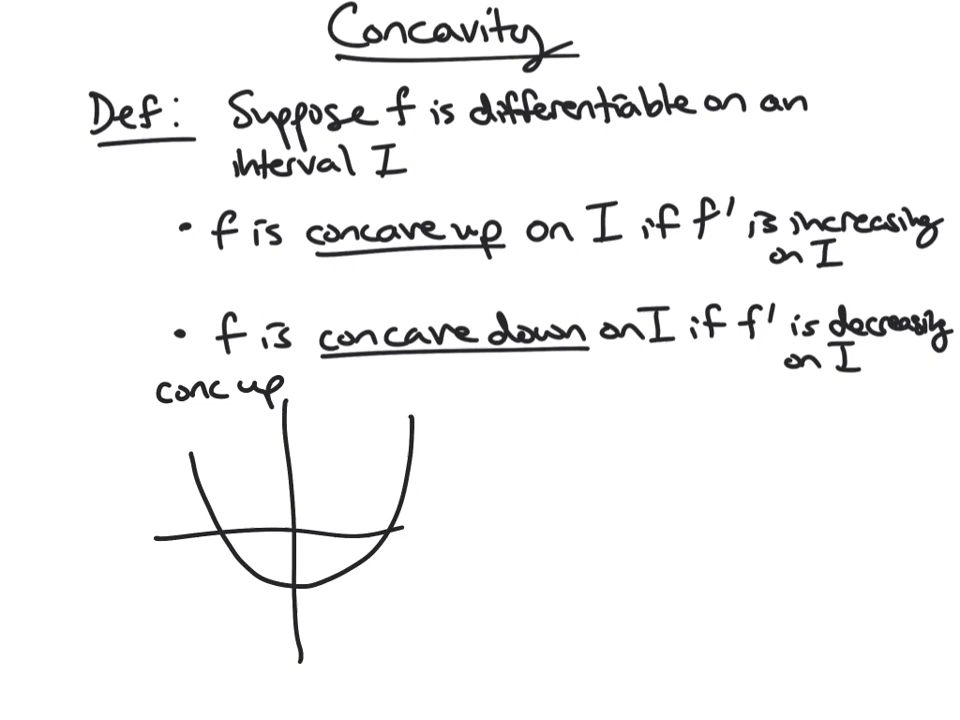 Concavity
Def: Suppose f is differentiable on an
interval I
• f is concave up on I if f' is increasing
on I
• f is concave down on I if f' is decreasing
on I
conc up